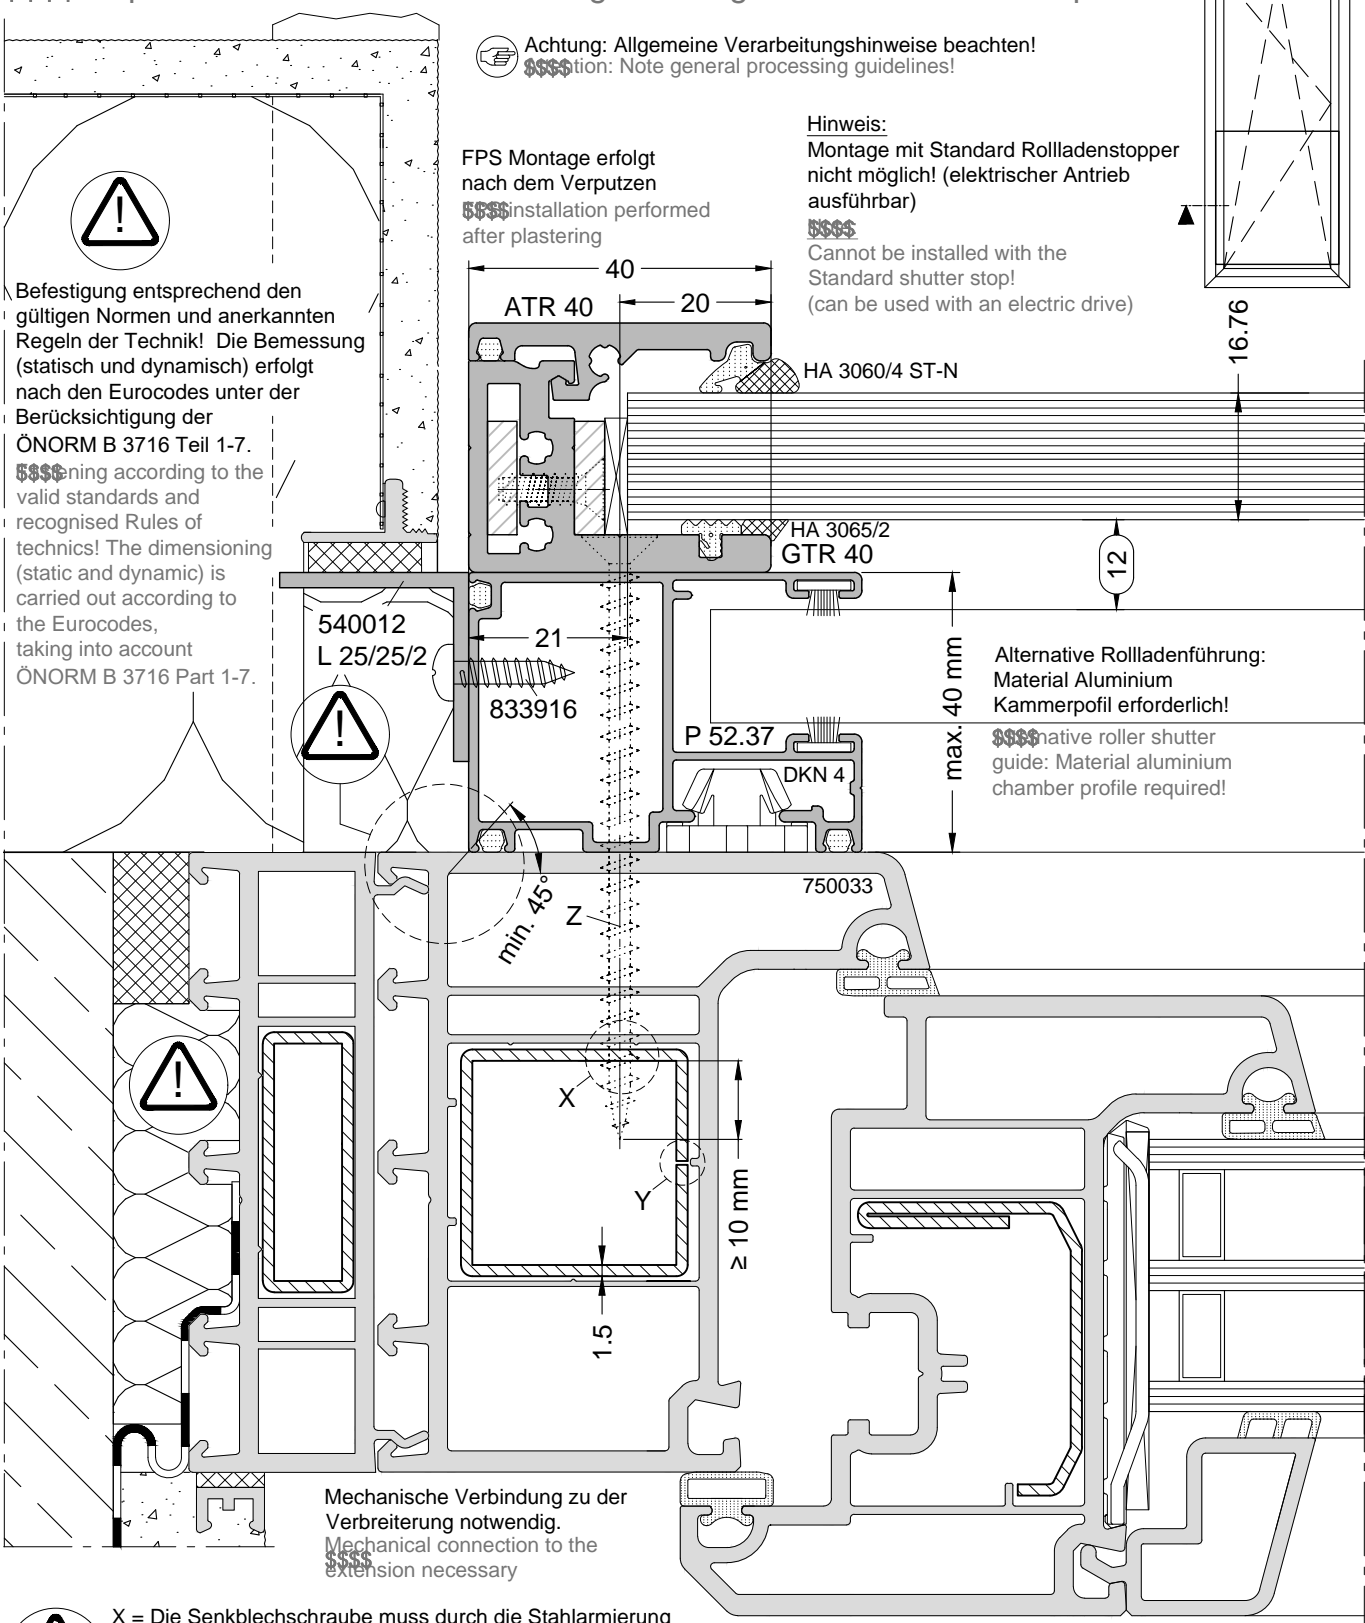 Achtung: Allgemeine Verarbeitungshinweise beachten!
$$$$tion: Note general processing guidelines!
Hinweis:
Montage mit Standard Rollladenstopper
nicht möglich! (elektrischer Antrieb
ausführbar)
$$$$
Cannot be installed with the
Standard shutter stop!
(can be used with an electric drive)
FPS Montage erfolgt
nach dem Verputzen
$$$$ installation performed
after plastering
Befestigung entsprechend den
gültigen Normen und anerkannten
Regeln der Technik! Die Bemessung
(statisch und dynamisch) erfolgt
nach den Eurocodes unter der
Berücksichtigung der
ÖNORM B 3716 Teil 1-7.
$$$$ening according to the
valid standards and
recognised Rules of
technics! The dimensioning
(static and dynamic) is
carried out according to
the Eurocodes,
taking into account
ÖNORM B 3716 Part 1-7.
40
ATR 40
20
16.76
HA 3060/4 ST-N
HA 3065/2
GTR 40
12
540012
L 25/25/2
21
833916
P 52.37
DKN 4
max. 40 mm
Alternative Rollladenführung:
Material Aluminium
Kammerpofil erforderlich!
$$$$native roller shutter
guide: Material aluminium
chamber profile required!
750033
min. 45°
Z
X
Y
≥ 10 mm
1.5
Mechanische Verbindung zu der
Verbreiterung notwendig.
Mechanical connection to the
$$$$
extension necessary
X = Die Senkblechschraube muss durch die Stahlarmierung